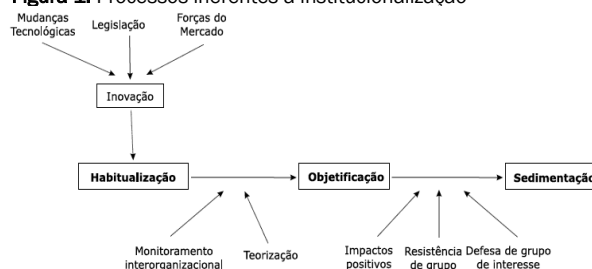 Figura 1. Processos inerentes à institucionalização
Mudanças
Tecnológicas
Legislação
Forças do
Mercado
Inovação
Habitualização
Objetificação
Sedimentação
Monitoramento
interorganizacional
Teorização
Impactos
positivos
Resistência
de grupo
Defesa de grupo
de interesse